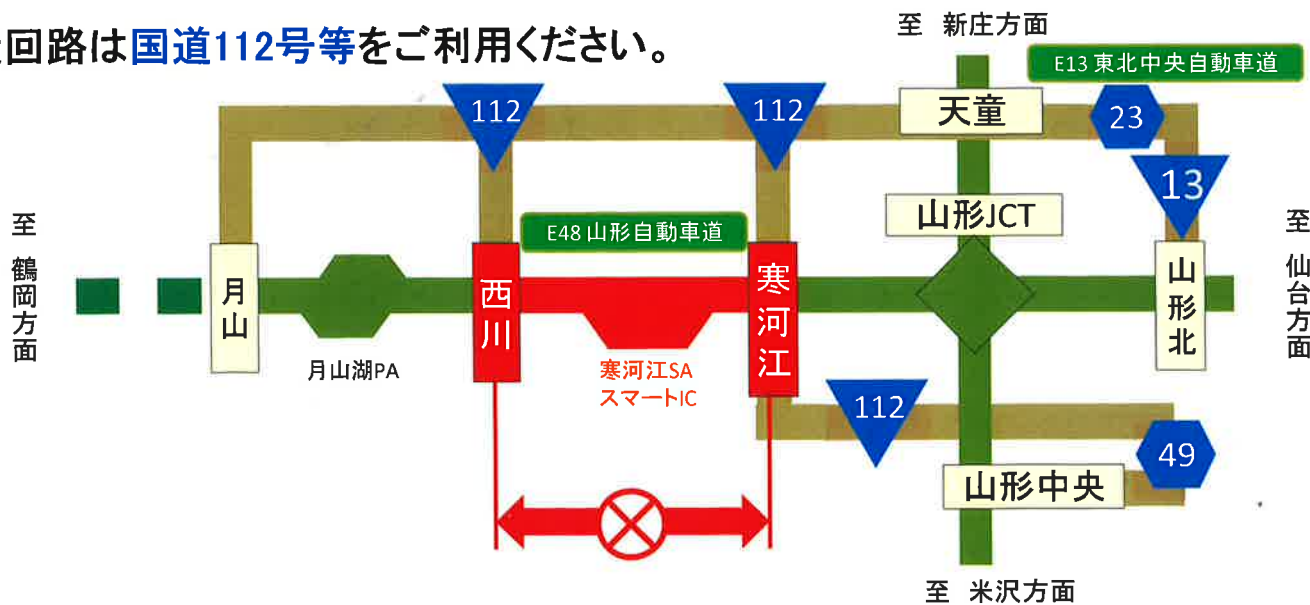 回路は国道112号等をご利用ください。
至 新庄方面
E13 東北中央自動車道
112
112
天童
23
13
山形JCT
E48 山形自動車道
至 鶴岡方面
月山
月山湖PA
西川
寒河江SA
スマートIC
寒河江
山形北
至 仙台方面
112
49
山形中央
至 米沢方面